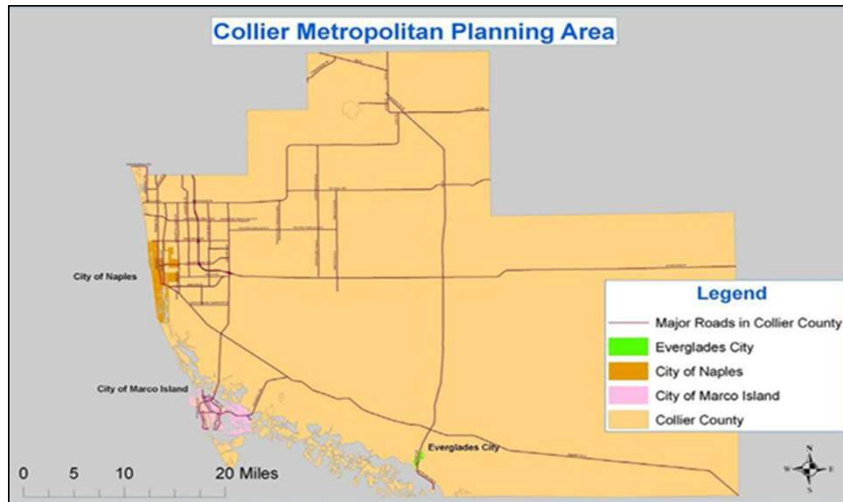 Collier Metropolitan Planning Area
City of Naples
City of Marco Island
Everglades City
Legend
Major Roads in Collier County
Everglades City
City of Naples
City of Marco Island
Collier County
0 5 10 20 Miles
N
W E
S